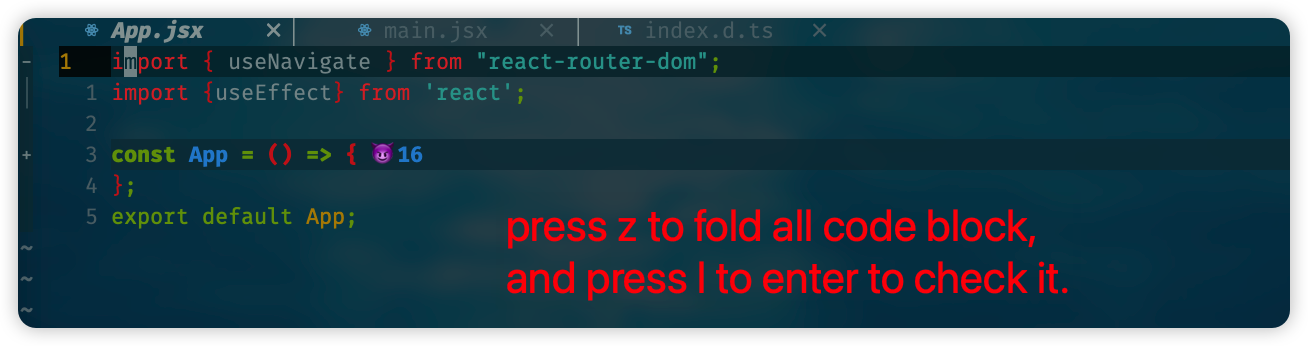 App.jsx × main.jsx × TS index.d.ts ×
- 1 import { useNavigate } from "react-router-dom";
1 import {useEffect} from 'react';
2
+ 3 const App = () => { 😈16
4 };
5 export default App;
~
~
~
press z to fold all code block,
and press l to enter to check it.